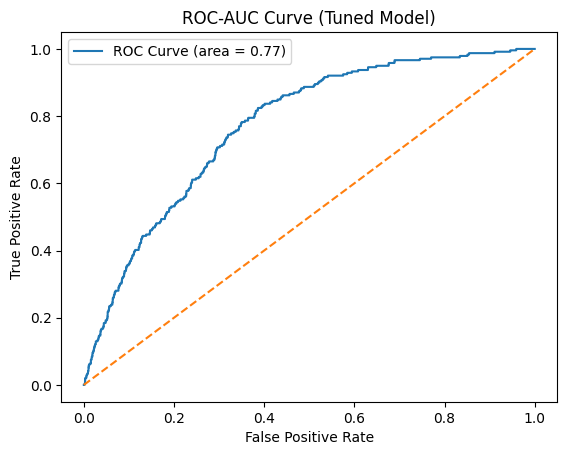 ROC-AUC Curve (Tuned Model)
ROC Curve (area = 0.77)
True Positive Rate
1.0
0.8
0.6
0.4
0.2
0.0
0.0 0.2 0.4 0.6 0.8 1.0
False Positive Rate